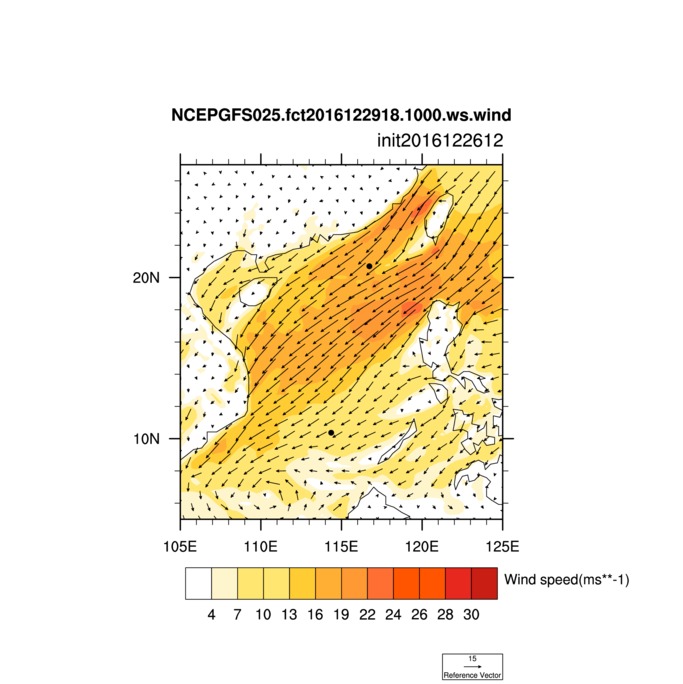 NCEPGFS025.fct2016122918.1000.ws.wind
init2016122612
20N
10N
105E 110E 115E 120E 125E
Wind speed(ms**-1)
4 7 10 13 16 19 22 24 26 28 30
15
Reference Vector